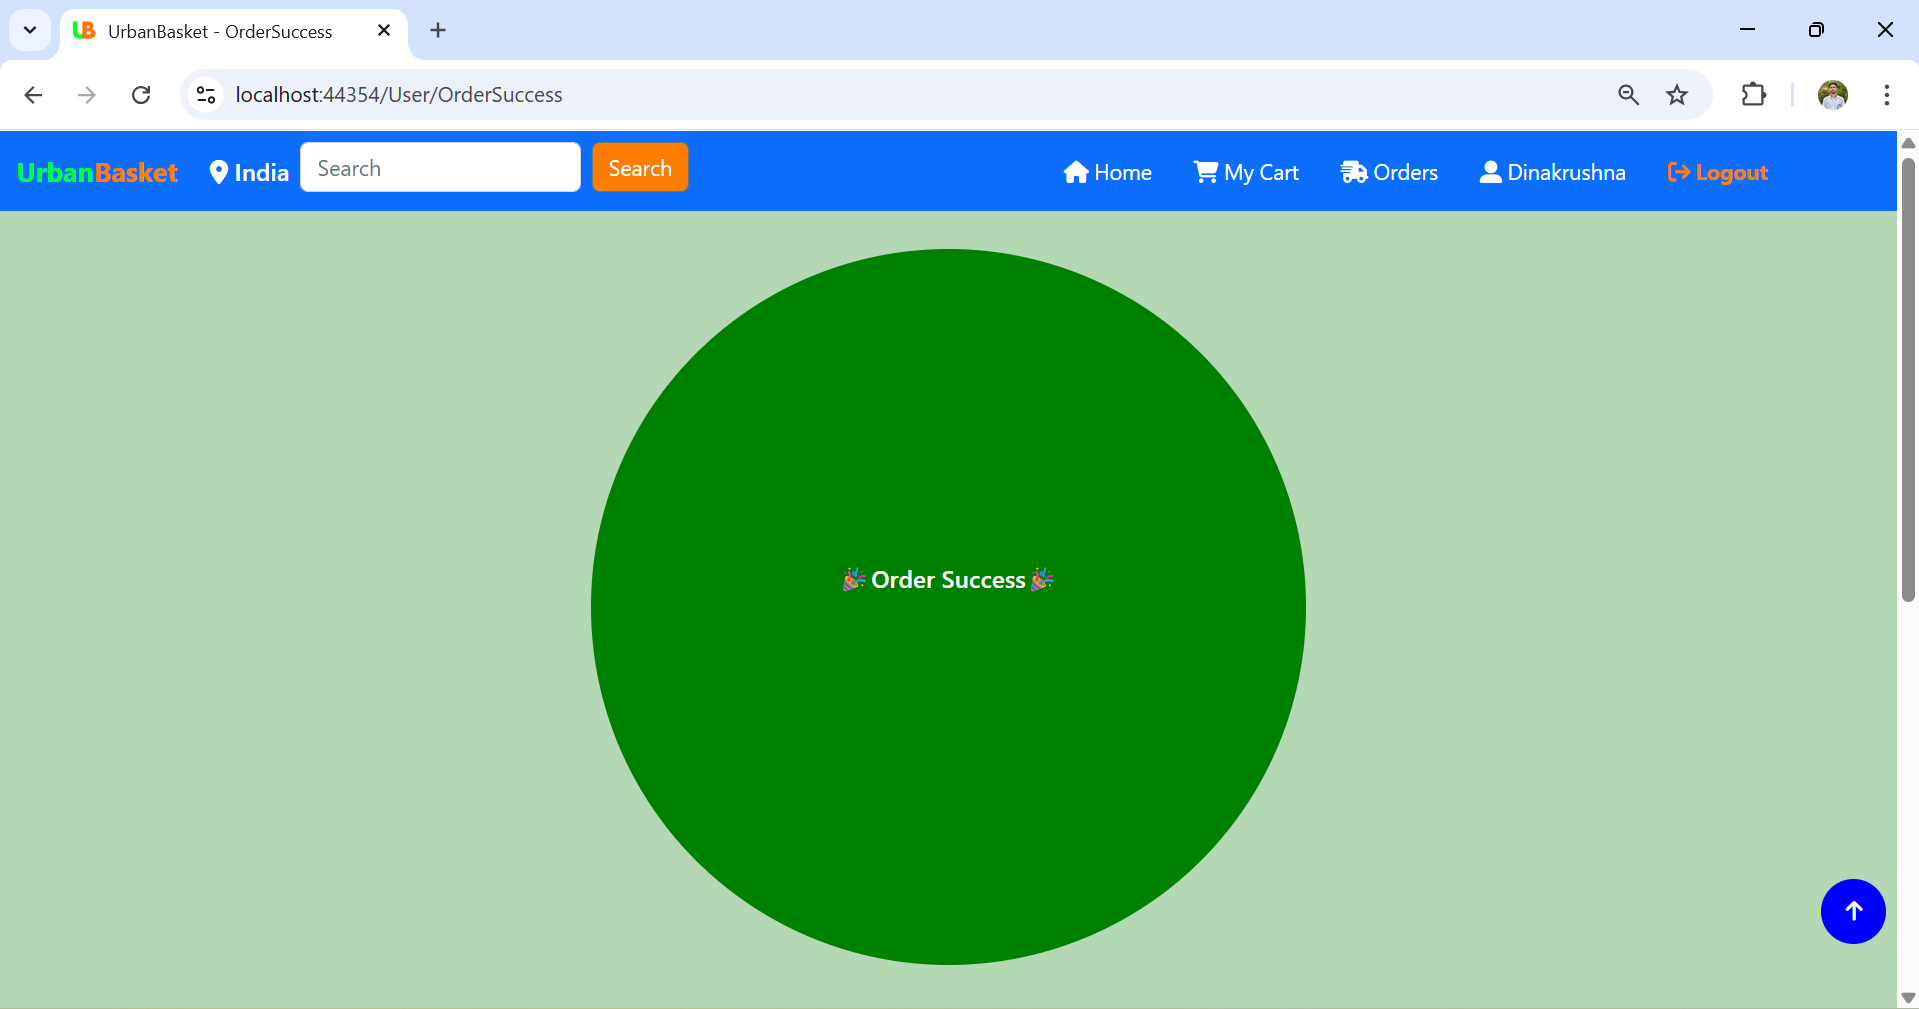 UB UrbanBasket - OrderSuccess
localhost:44354/User/OrderSuccess
UrbanBasket India Search Search Home My Cart Orders Dinakrushna Logout
🎉 Order Success 🎉